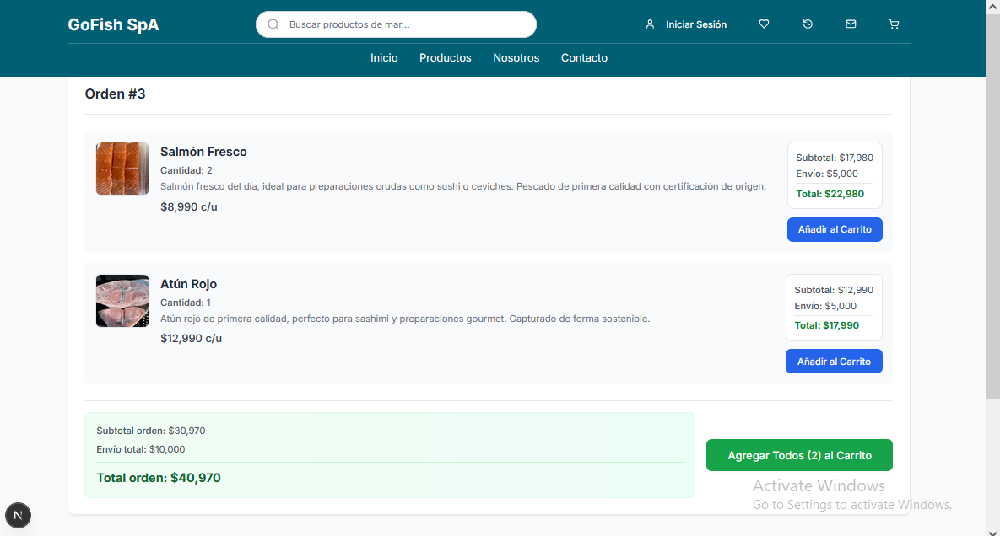 GoFish SpA
Buscar productos de mar...
Iniciar Sesión
Inicio
Productos
Nosotros
Contacto
Orden #3
Salmón Fresco
Cantidad: 2
Salmón fresco del día, ideal para preparaciones crudas como sushi o ceviches. Pescado de primera calidad con certificación de origen.
$8,990 c/u
Subtotal: $17,980
Envío: $5,000
Total: $22,980
Añadir al Carrito
Atún Rojo
Cantidad: 1
Atún rojo de primera calidad, perfecto para sashimi y preparaciones gourmet. Capturado de forma sostenible.
$12,990 c/u
Subtotal: $12,990
Envío: $5,000
Total: $17,990
Añadir al Carrito
Subtotal orden: $30,970
Envío total: $10,000
Total orden: $40,970
Agregar Todos (2) al Carrito
Activate Windows
Go to Settings to activate Windows.
N